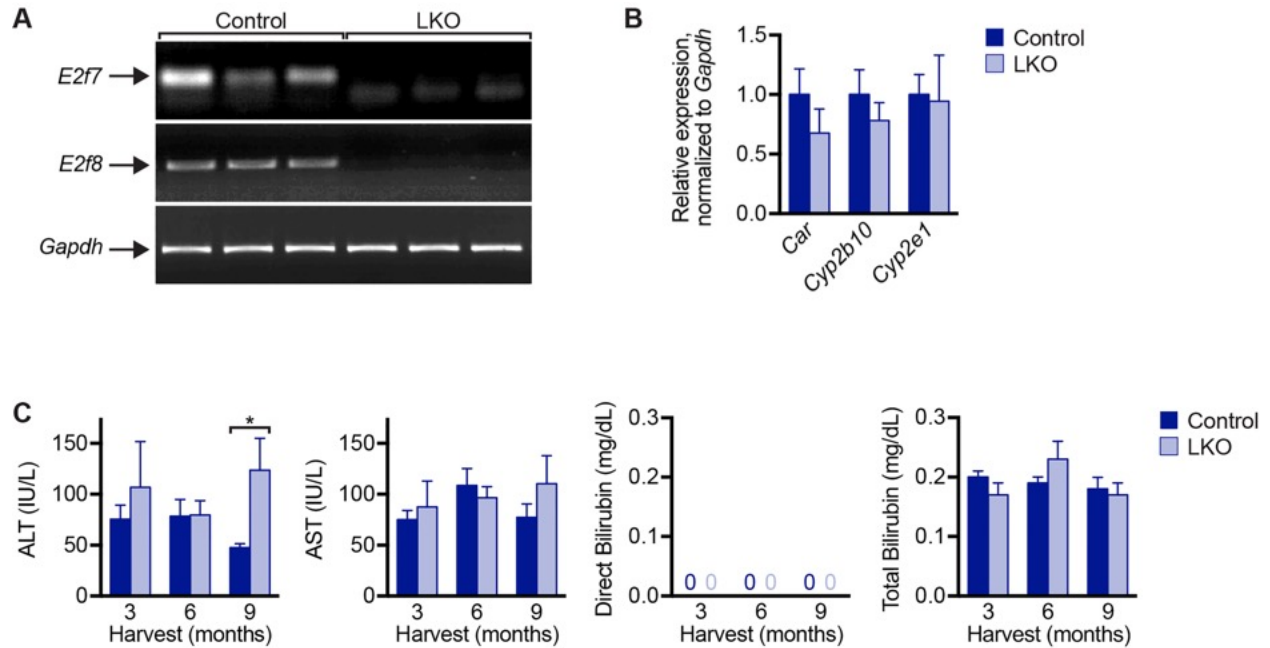 A
Control
LKO
E2f7
E2f8
Gapdh
B
Relative expression,
normalized to Gapdh
1.5
1.0
0.5
0.0
Car
Cyp2b10
Cyp2e1
Control
LKO
C
ALT (IU/L)
150
100
50
0
*
3 6 9
Harvest (months)
AST (IU/L)
150
100
50
0
3 6 9
Harvest (months)
Direct Bilirubin (mg/dL)
0.3
0.2
0.1
0.0
0 0 0 0 0 0
3 6 9
Harvest (months)
Total Bilirubin (mg/dL)
0.3
0.2
0.1
0.0
3 6 9
Harvest (months)
Control
LKO